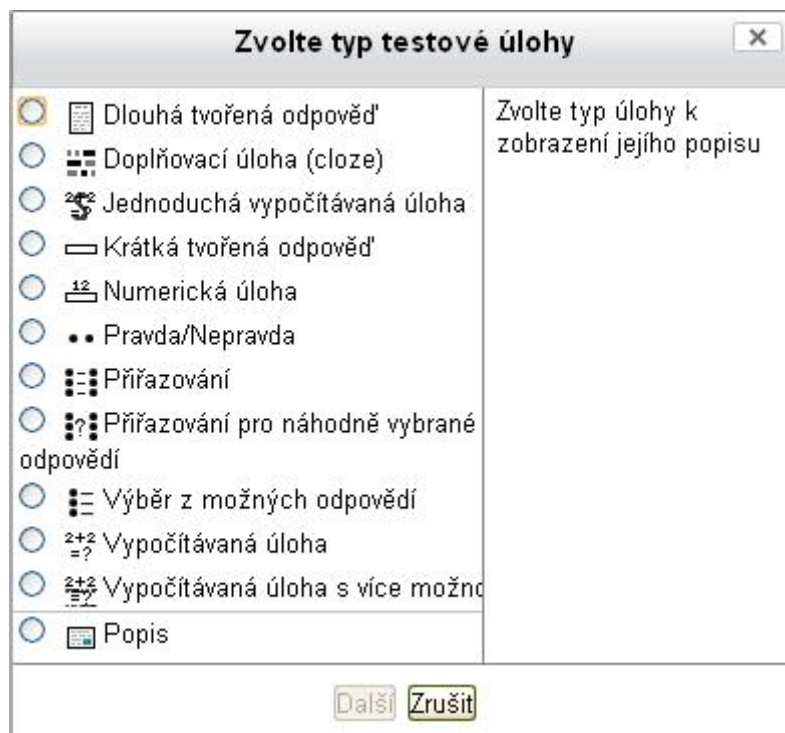 Zvolte typ testové úlohy
Dlouhá tvořená odpověď
Doplňovací úloha (cloze)
Jednoduchá vypočítávaná úloha
Krátká tvořená odpověď
Numerická úloha
Pravda/Nepravda
Přiřazování
Přiřazování pro náhodně vybrané
odpovědí
Výběr z možných odpovědí
Vypočítávaná úloha
Vypočítávaná úloha s více možno
Popis
Zvolte typ úlohy k
zobrazení jejího popisu
Další Zrušit